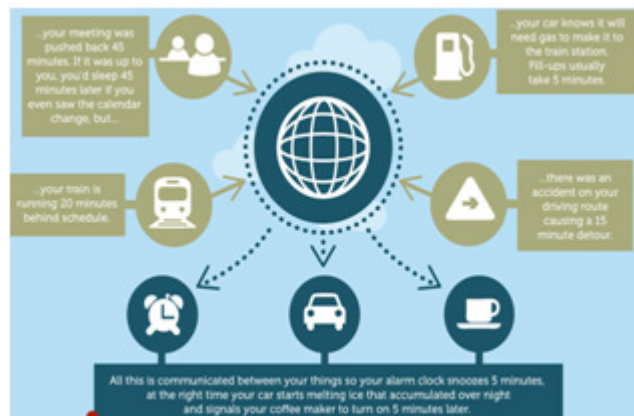 ...your meeting was
pushed back 45
minutes. If it was up to
you, you'd sleep 45
minutes later if you
even saw the calendar
change, but...
...your car knows it will
need gas to make it to
the train station.
Fill-ups usually
take 5 minutes.
...your train is
running 20 minutes
behind schedule.
...there was an
accident on your
driving route
causing a 15
minute detour.
All this is communicated between your things so your alarm clock snoozes 5 minutes,
at the right time your car starts melting ice that accumulated over night
and signals your coffee maker to turn on 5 minutes later.